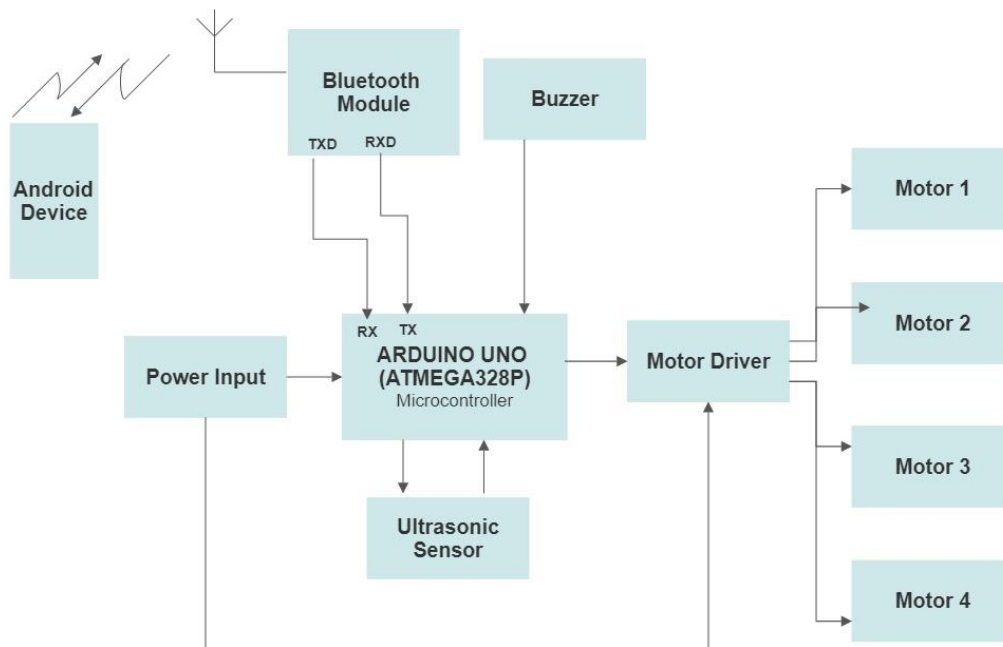 Bluetooth
Module
TXD
RXD
Buzzer
Android
Device
Motor 1
Motor 2
RX
TX
ARDUINO UNO
(ATMEGA328P)
Microcontroller
Power Input
Motor Driver
Motor 3
Ultrasonic
Sensor
Motor 4